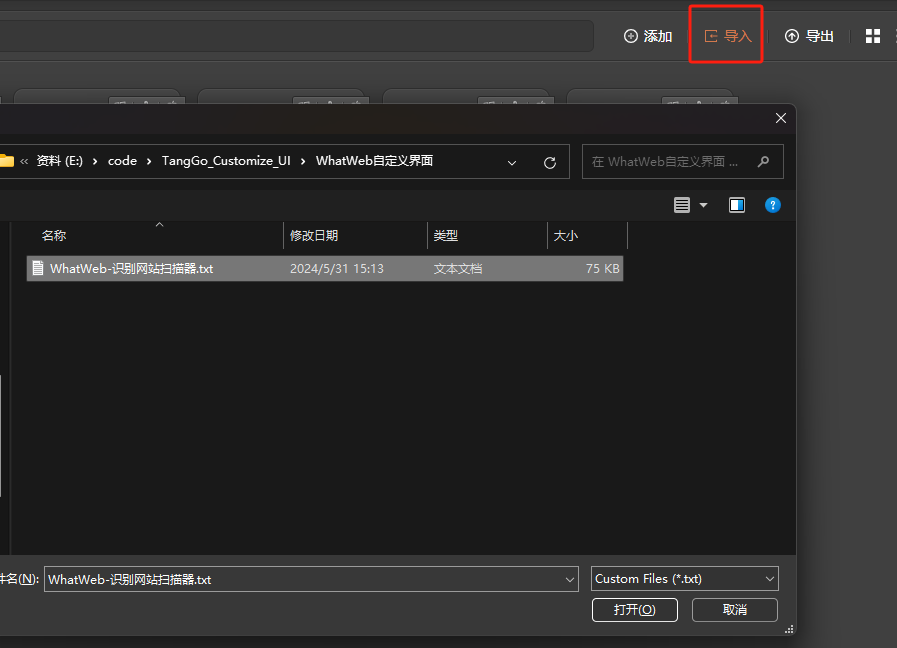 添加
导入
导出
« 资料 (E:) › code › TangGo_Customize_UI › WhatWeb自定义界面
在 WhatWeb自定义界面 ...
名称 修改日期 类型 大小
WhatWeb-识别网站扫描器.txt 2024/5/31 15:13 文本文档 75 KB
件名(N): WhatWeb-识别网站扫描器.txt Custom Files (*.txt)
打开(O) 取消